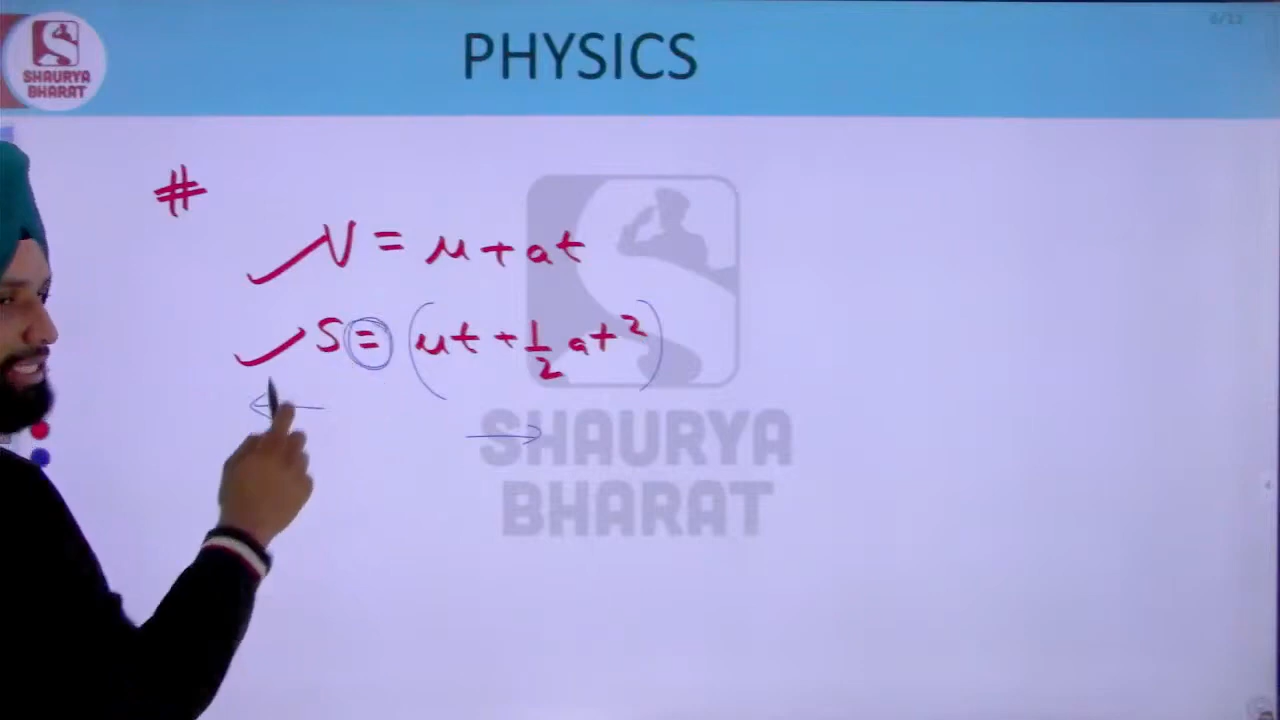 SHAURYA
BHARAT
PHYSICS
#
V = u + at
S = (ut + 1/2 at²)
SHAURYA
BHARAT